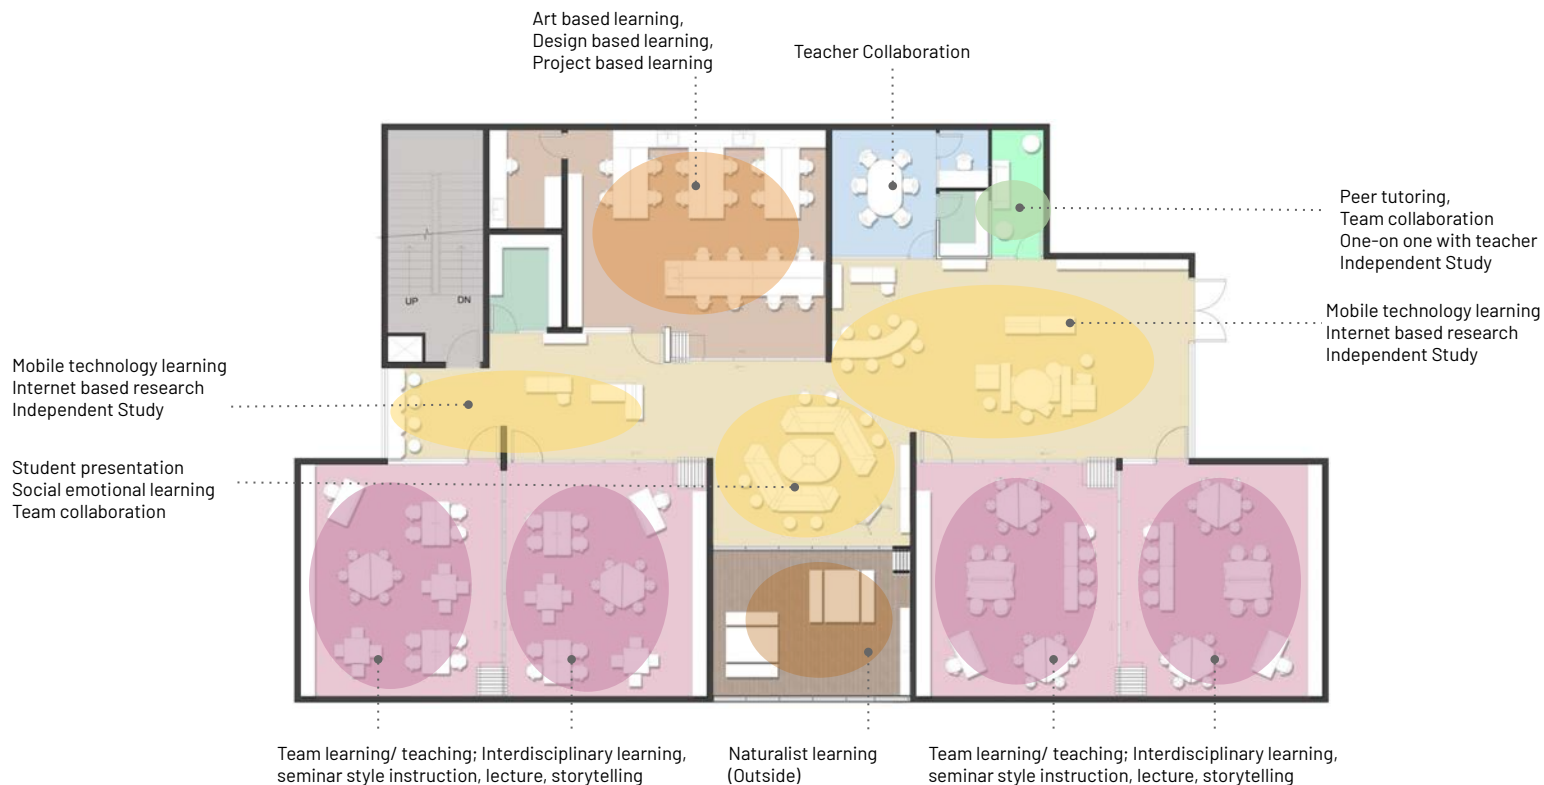 Art based learning,
Design based learning,
Project based learning
Teacher Collaboration
Peer tutoring,
Team collaboration
One-on one with teacher
Independent Study
UP
DN
Mobile technology learning
Internet based research
Independent Study
Mobile technology learning
Internet based research
Independent Study
Student presentation
Social emotional learning
Team collaboration
Team learning/ teaching; Interdisciplinary learning,
seminar style instruction, lecture, storytelling
Naturalist learning
(Outside)
Team learning/ teaching; Interdisciplinary learning,
seminar style instruction, lecture, storytelling